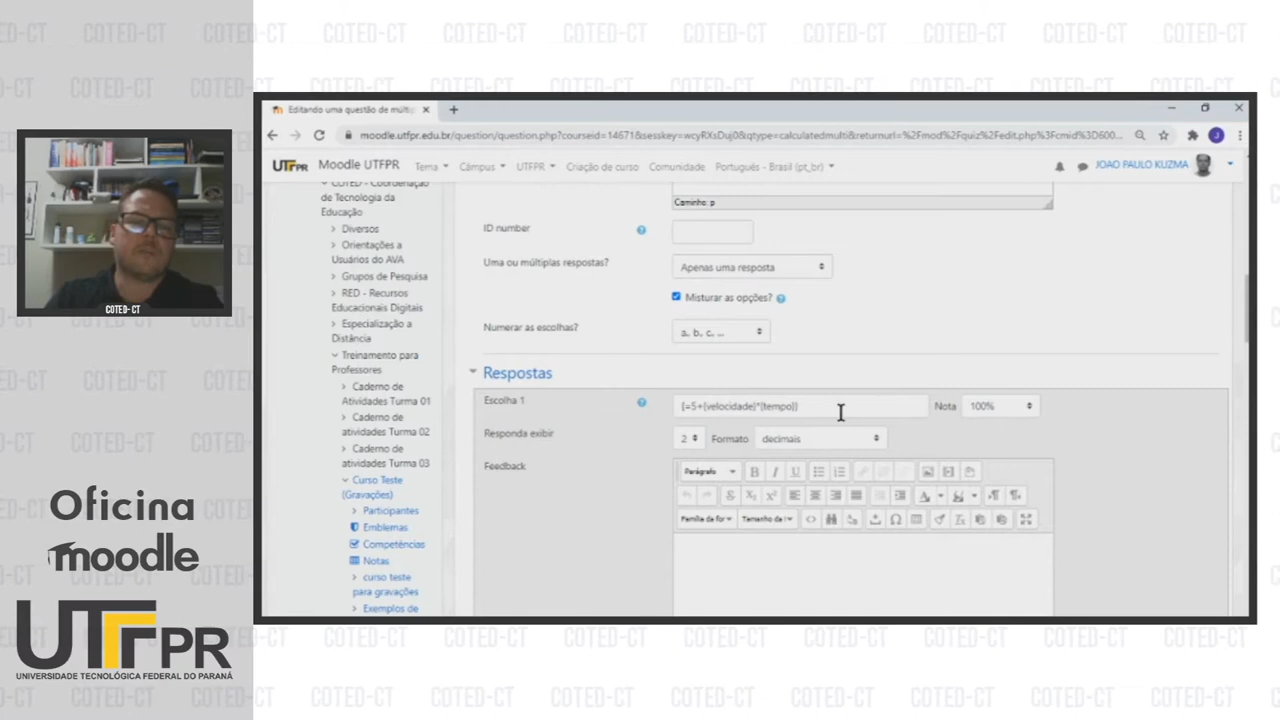 COTED-CT
Editando uma questão de múlti
moodle.utfpr.edu.br/question/question.php?courseid=14671&sesskey=wcyRXsDuj0&qtype=calculatedmulti&returnurl=%2Fmod%2Fquiz%2Fedit.php%3Fcmid%3D600...
UTFPR Moodle UTFPR Tema Câmpus UTFPR Criação de curso Comunidade Português - Brasil (pt_br) JOAO PAULO KUZMA
COTED - Coordenação
de Tecnologia da
Educação
Diversos
Orientações a
Usuários do AVA
Grupos de Pesquisa
RED - Recursos
Educacionais Digitais
Especialização a
Distância
Treinamento para
Professores
Caderno de
Atividades Turma 01
Caderno de
atividades Turma 02
Caderno de
atividades Turma 03
Curso Teste
(Gravações)
Participantes
Emblemas
Competências
Notas
curso teste
para gravações
Exemplos de
Caminho: p
ID number
Uma ou múltiplas respostas? Apenas uma resposta
Misturar as opções?
Numerar as escolhas? a., b., c., ...
Respostas
Escolha 1 {=5+{velocidade}*{tempo}} Nota 100%
Responda exibir 2 Formato decimais
Feedback
Parágrafo
Família da for Tamanho da l
COTED-CT
Oficina
moodle
UTFPR
UNIVERSIDADE TECNOLÓGICA FEDERAL DO PARANÁ